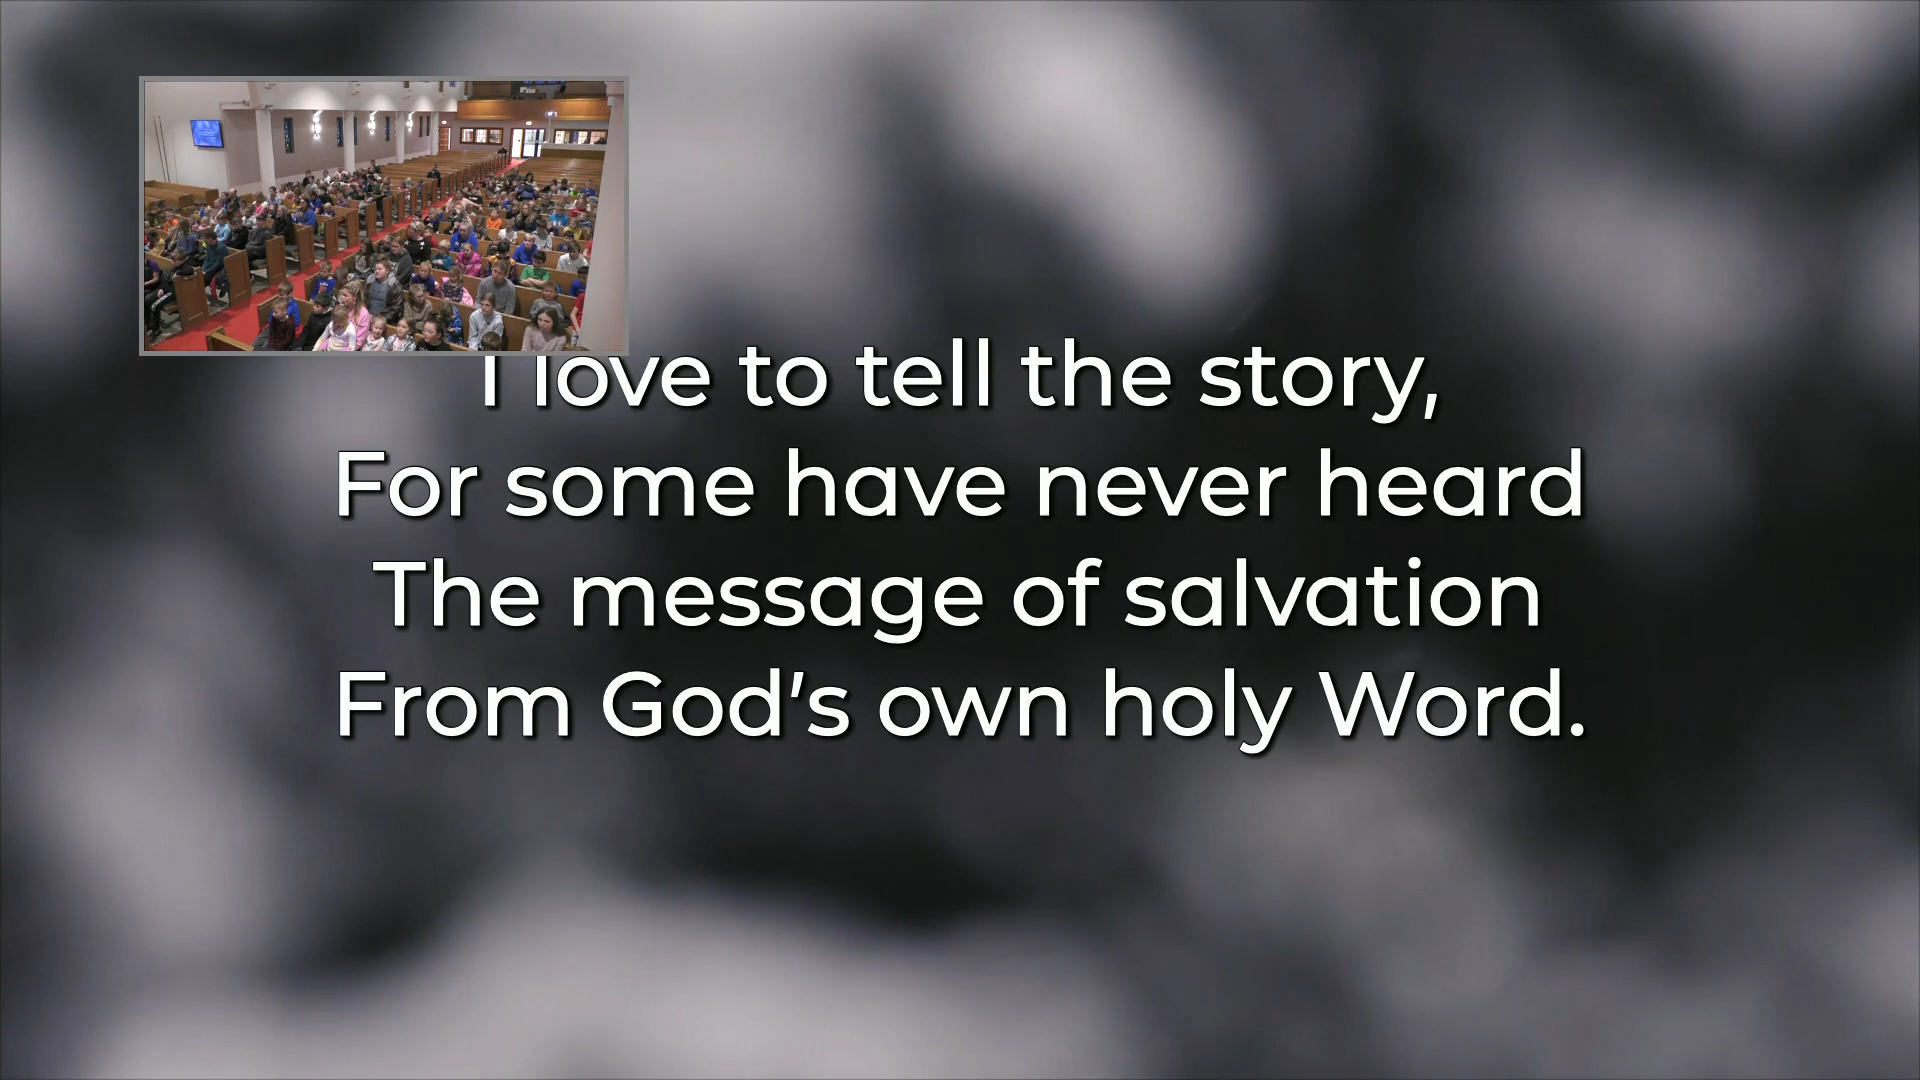 I love to tell the story,
For some have never heard
The message of salvation
From God's own holy Word.